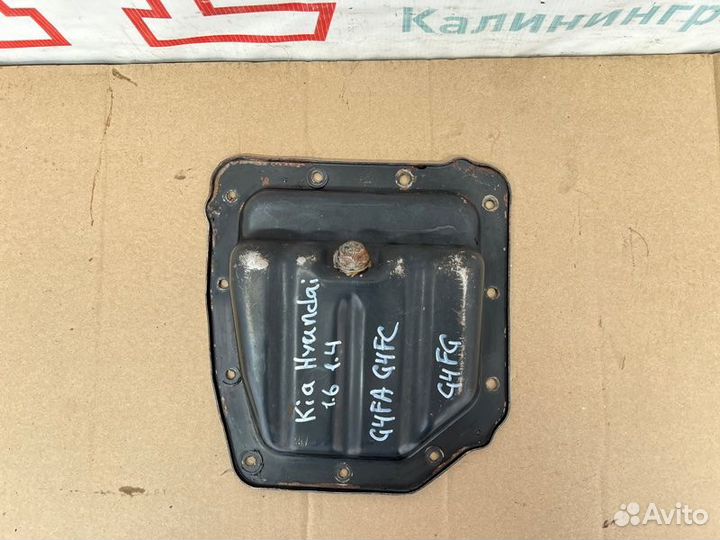 Калинингр
Kia Hyundai
1.6 1.4
G4FA G4FC
G4FG
Avito